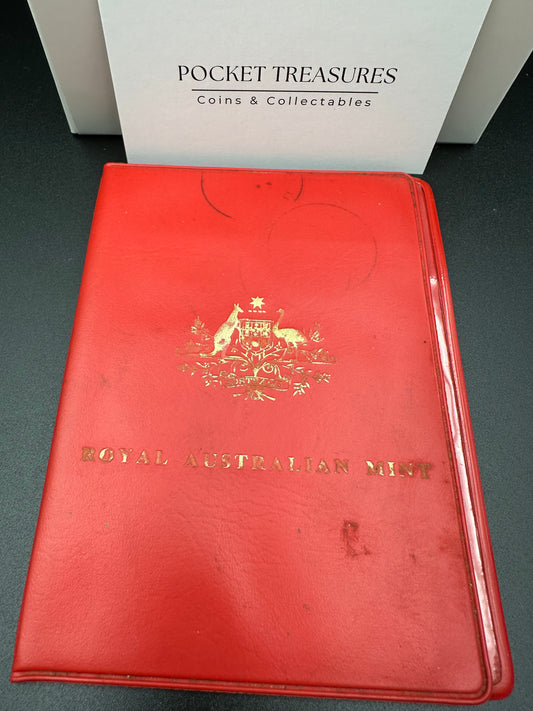 POCKET TREASURES
Coins & Collectables
ROYAL AUSTRALIAN MINT